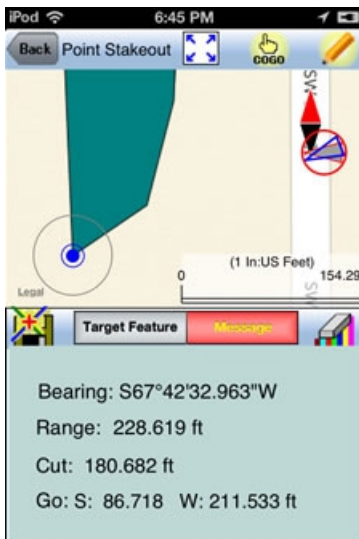 iPod 6:45 PM
Back Point Stakeout COGO
SW
(1 In:US Feet)
0 154.29
SW
Legal
Target Feature Message
Bearing: S67°42'32.963"W
Range: 228.619 ft
Cut: 180.682 ft
Go: S: 86.718 W: 211.533 ft